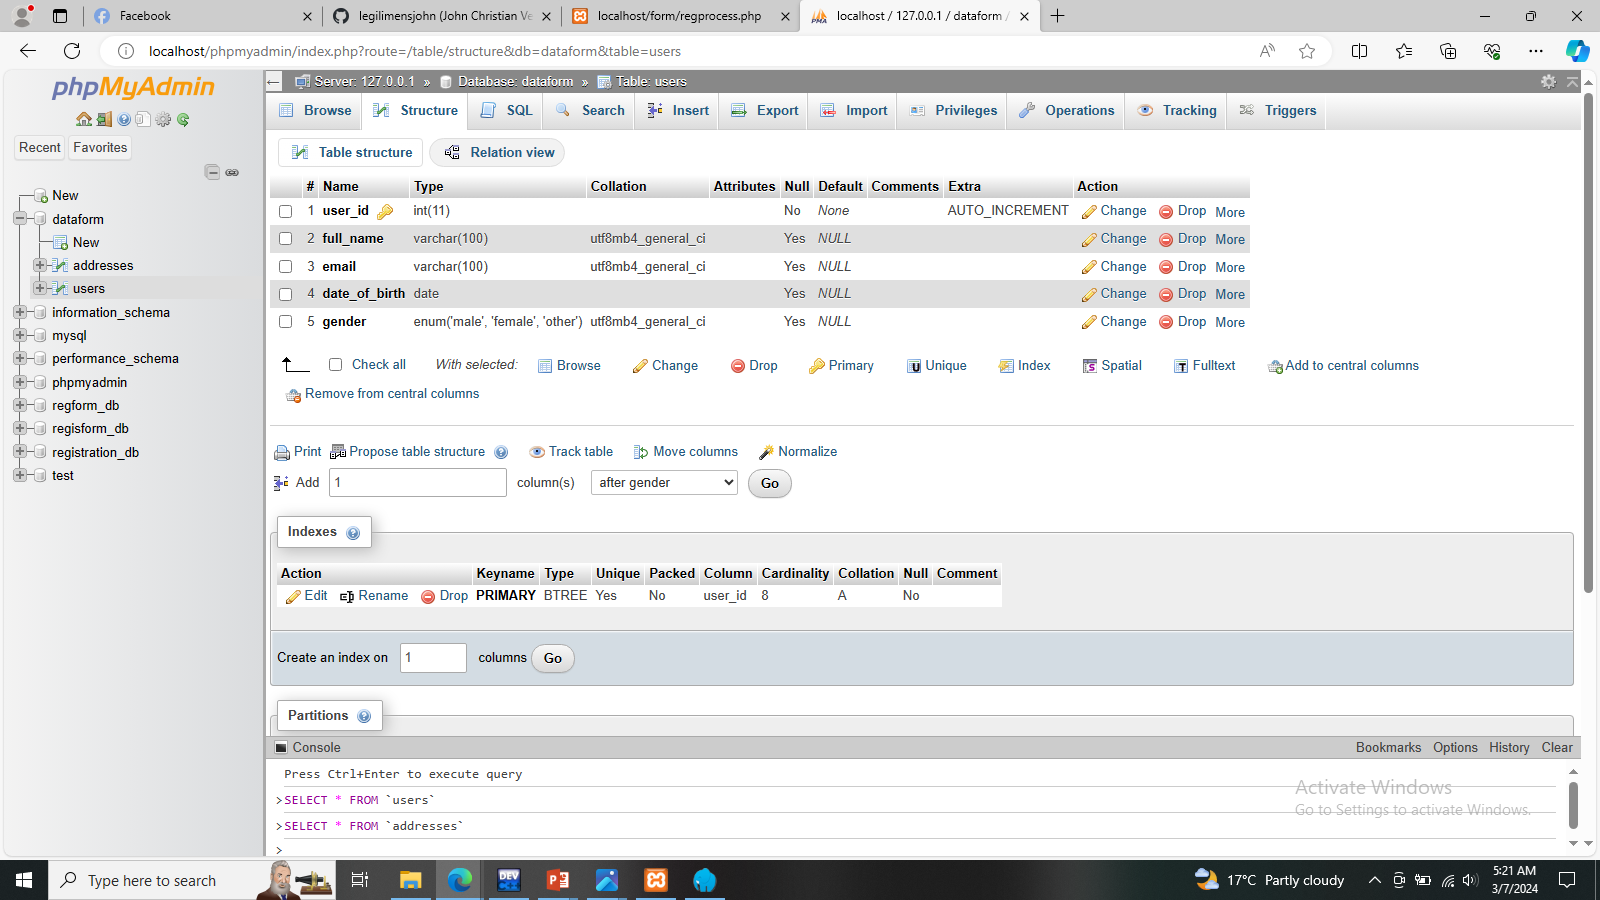 Facebook
legilimensjohn (John Christian Ve
localhost/form/regprocess.php
localhost / 127.0.0.1 / dataform /
localhost/phpmyadmin/index.php?route=/table/structure&db=dataform&table=users
phpMyAdmin
Recent Favorites
New
dataform
New
addresses
users
information_schema
mysql
performance_schema
phpmyadmin
regform_db
regisform_db
registration_db
test
Server: 127.0.0.1 » Database: dataform » Table: users
Browse Structure SQL Search Insert Export Import Privileges Operations Tracking Triggers
Table structure Relation view
# Name Type Collation Attributes Null Default Comments Extra Action
1 user_id int(11) No None AUTO_INCREMENT Change Drop More
2 full_name varchar(100) utf8mb4_general_ci Yes NULL Change Drop More
3 email varchar(100) utf8mb4_general_ci Yes NULL Change Drop More
4 date_of_birth date Yes NULL Change Drop More
5 gender enum('male', 'female', 'other') utf8mb4_general_ci Yes NULL Change Drop More
Check all With selected: Browse Change Drop Primary Unique Index Spatial Fulltext Add to central columns
Remove from central columns
Print Propose table structure Track table Move columns Normalize
Add 1 column(s) after gender Go
Indexes
Action Keyname Type Unique Packed Column Cardinality Collation Null Comment
Edit Rename Drop PRIMARY BTREE Yes No user_id 8 A No
Create an index on 1 columns Go
Partitions
Console Bookmarks Options History Clear
Press Ctrl+Enter to execute query
>SELECT * FROM `users`
>SELECT * FROM `addresses`
>
Activate Windows
Go to Settings to activate Windows.
Type here to search
DEV
17°C Partly cloudy
5:21 AM
3/7/2024